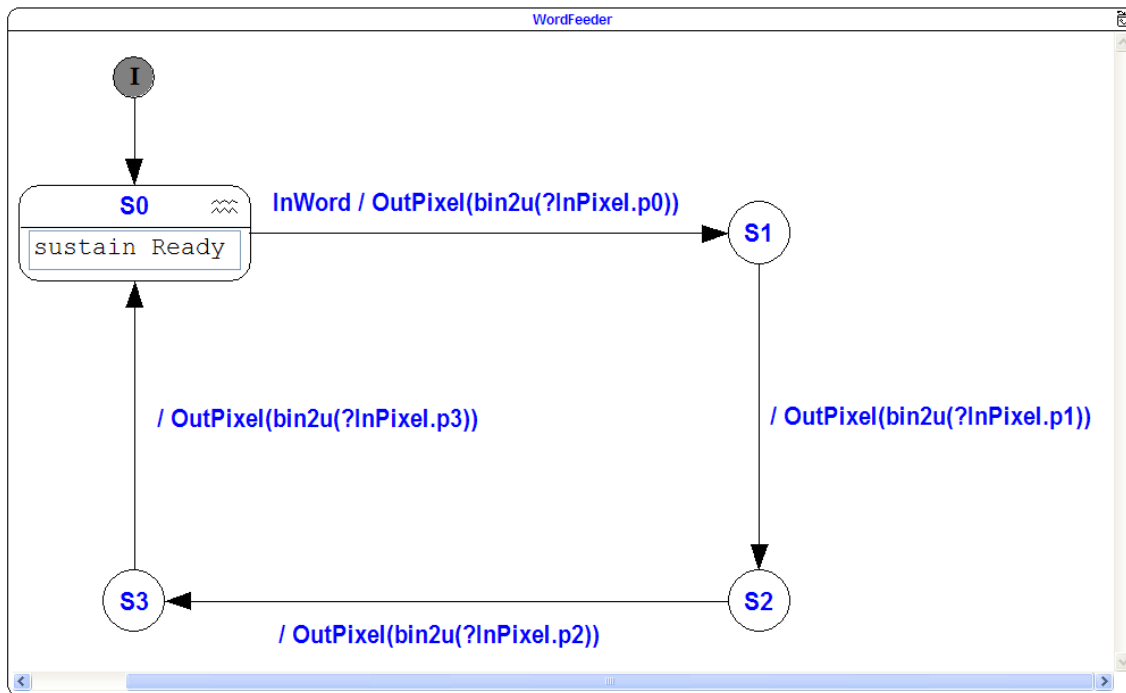 WordFeeder
I
S0
sustain Ready
InWord / OutPixel(bin2u(?InPixel.p0))
S1
/ OutPixel(bin2u(?InPixel.p3))
/ OutPixel(bin2u(?InPixel.p1))
S3
S2
/ OutPixel(bin2u(?InPixel.p2))